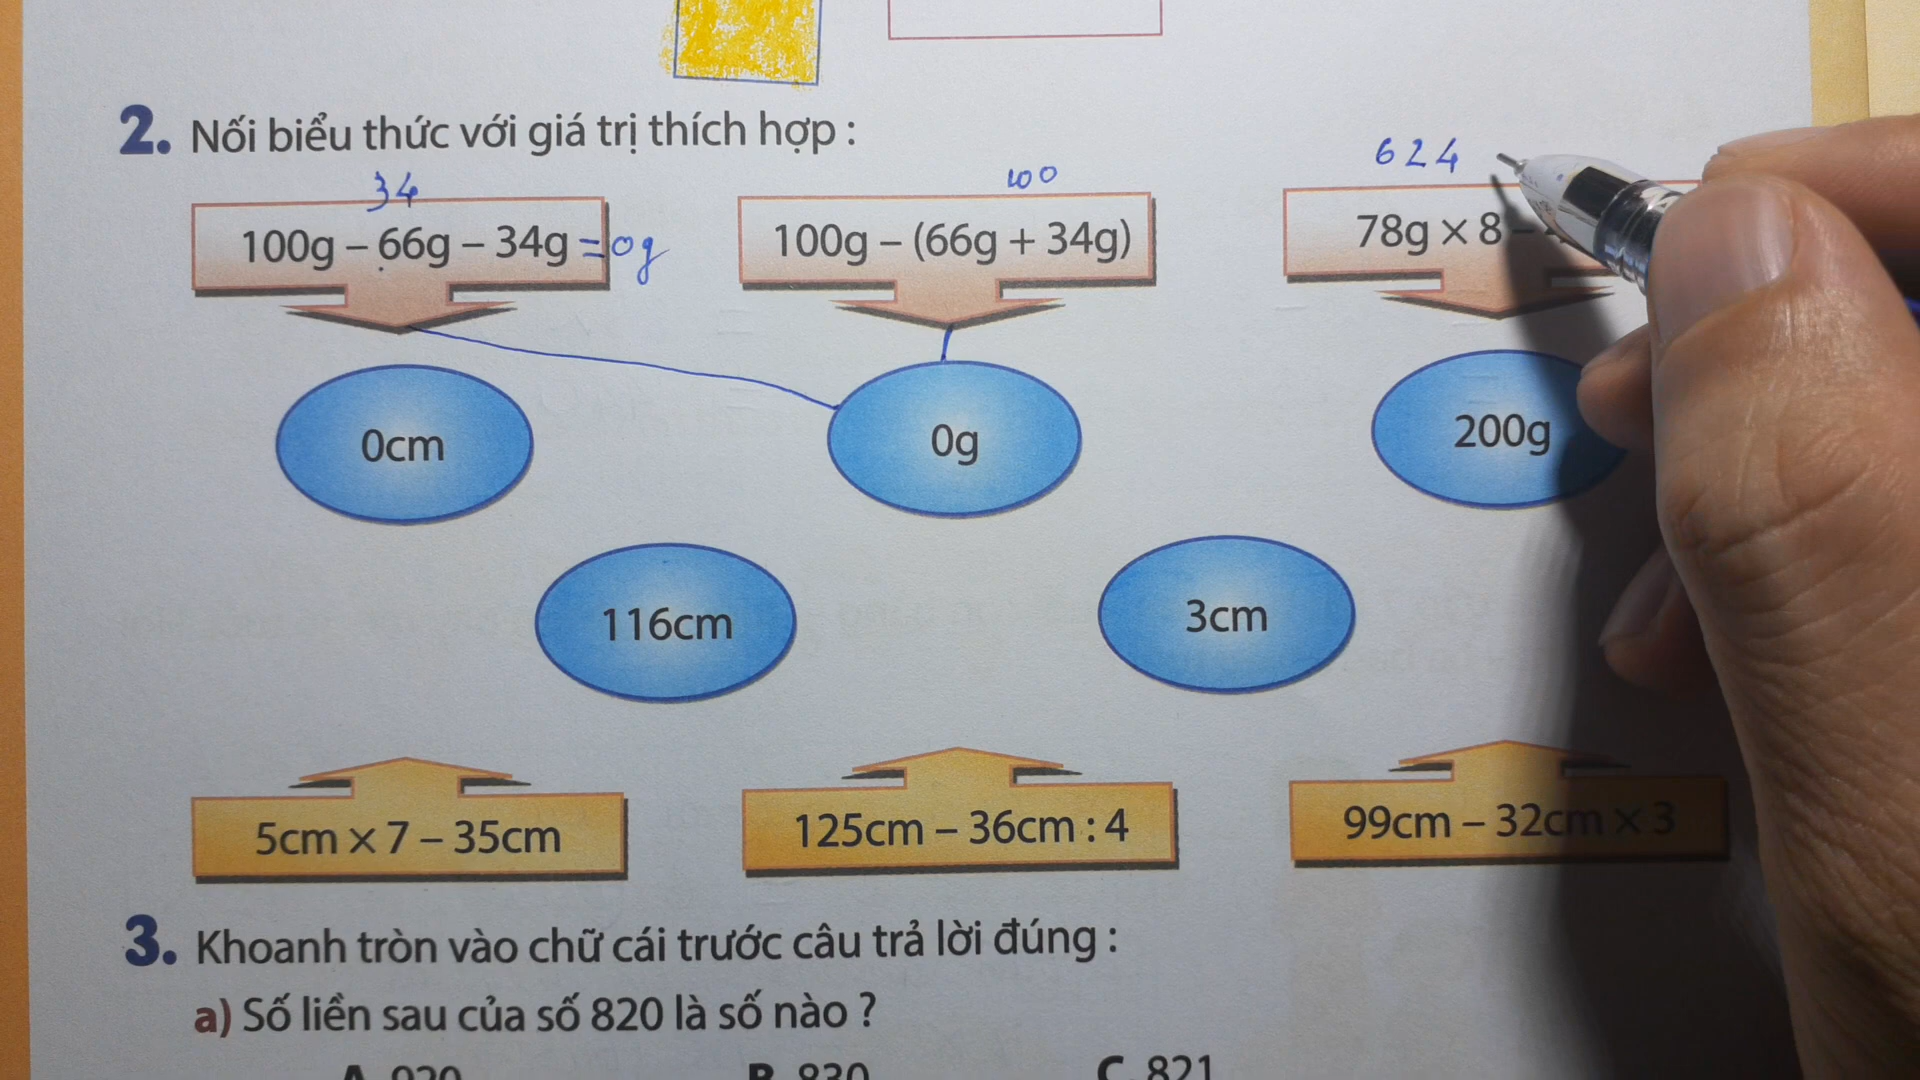 2. Nối biểu thức với giá trị thích hợp :
34 100 624
100g – 66g – 34g = 0g 100g – (66g + 34g) 78g × 8 –
0cm 0g 200g
116cm 3cm
5cm × 7 – 35cm 125cm – 36cm : 4 99cm – 32cm × 3
3. Khoanh tròn vào chữ cái trước câu trả lời đúng :
a) Số liền sau của số 820 là số nào ?
A. 920 B. 830 C. 821